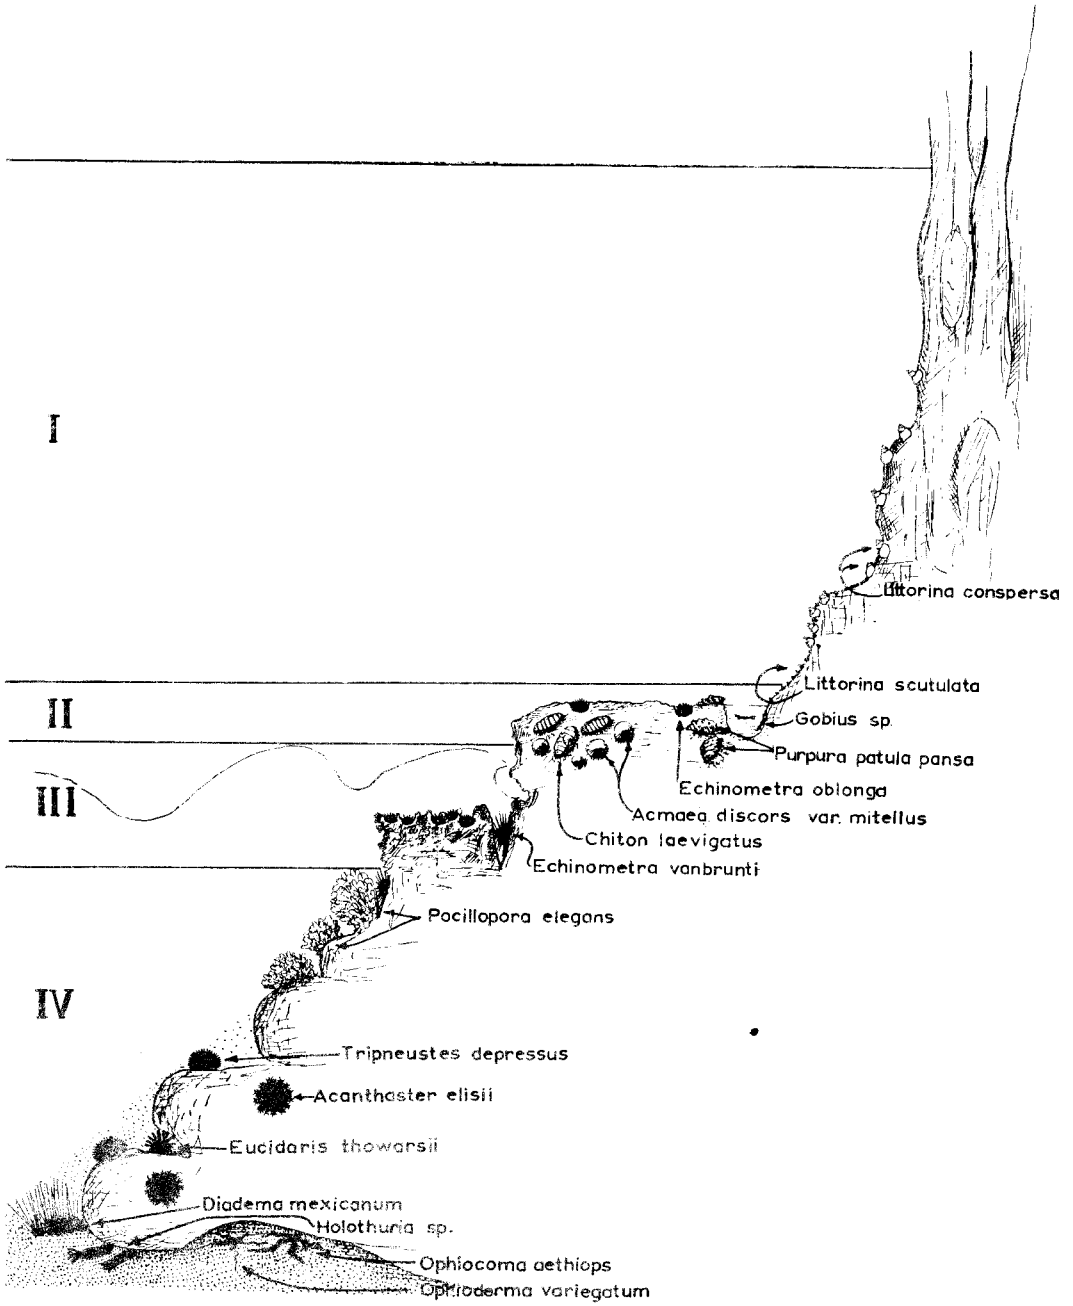 I
Littorina conspersa
Littorina scutulata
II
Gobius sp.
Purpura patula pansa
III
Echinometra oblonga
Acmaea discors var. mitellus
Chiton laevigatus
Echinometra vanbrunti
Pocillopora elegans
IV
Tripneustes depressus
Acanthaster elisii
Eucidaris thowarsii
Diadema mexicanum
Holothuria sp.
Ophiocoma aethiops
Ophioderma variegatum